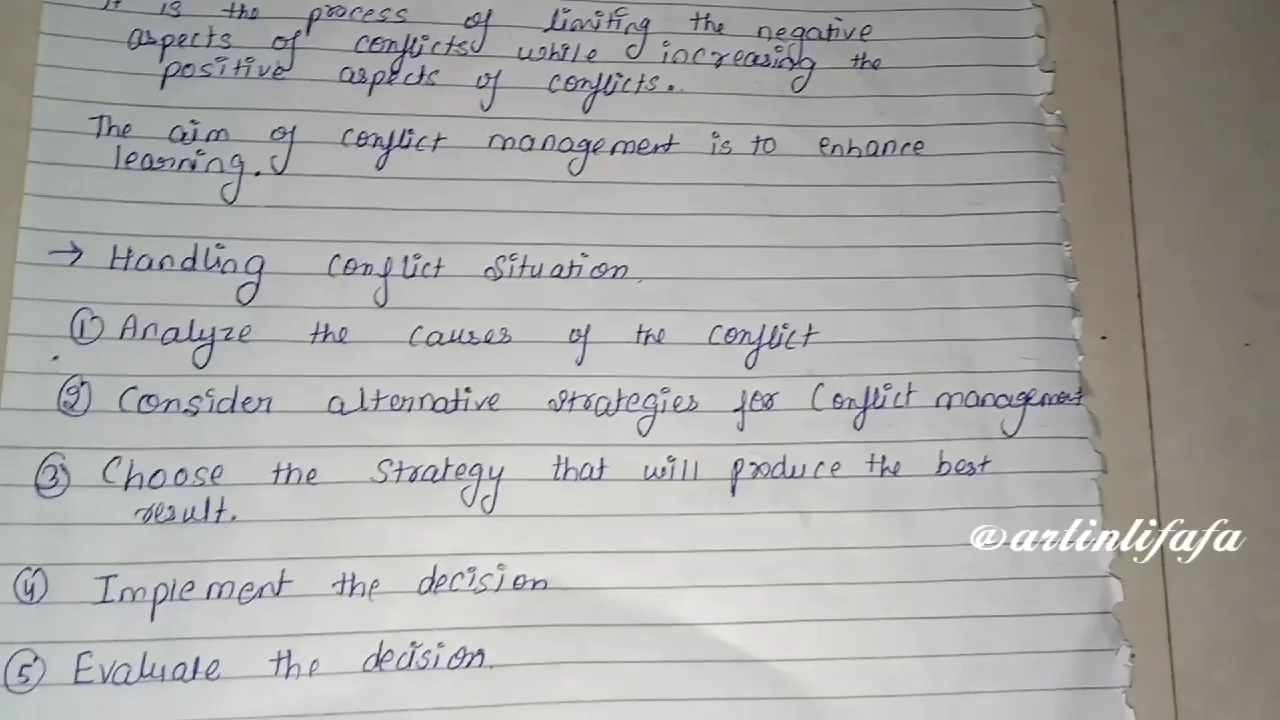 It is the process of limiting the negative
aspects of conflicts while increasing the
positive aspects of conflicts.
The aim of conflict management is to enhance
learning.
→ Handling conflict situation.
① Analyze the causes of the conflict
② Consider alternative strategies for Conflict management
③ Choose the strategy that will produce the best
result.
④ Implement the decision
⑤ Evaluate the decision.
@artinlifafa